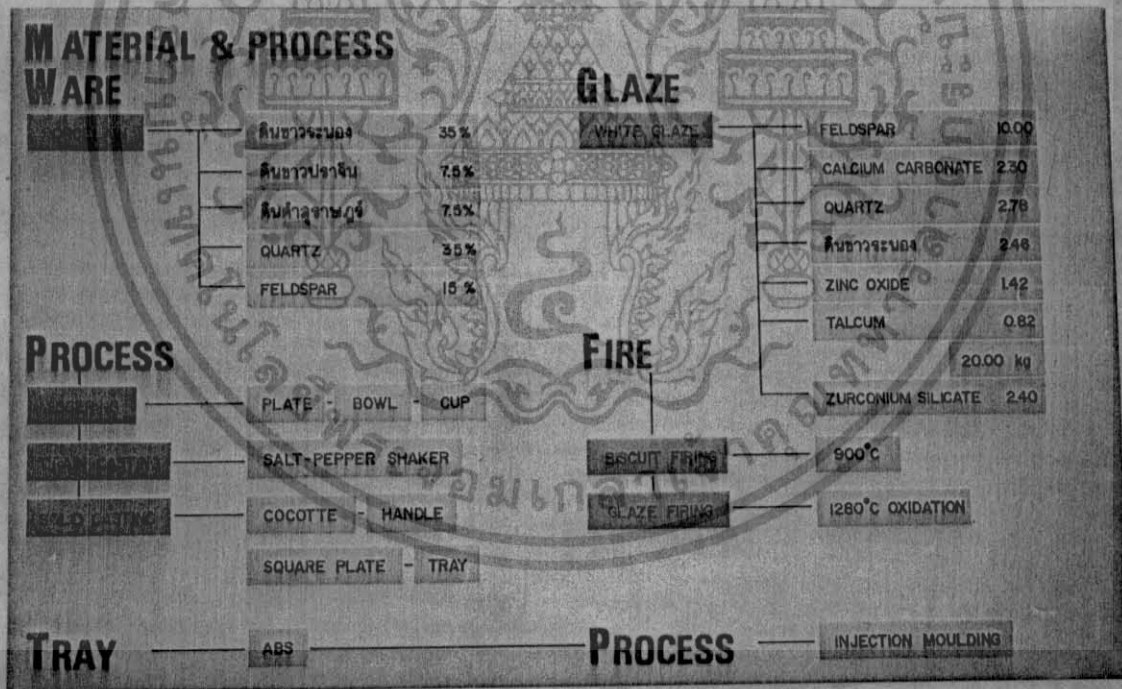 MATERIAL & PROCESS
WARE
ดินขาวระนอง 35 %
ดินขาวปราจีน 7.5%
ดินดำสุราษฎร์ 7.5%
QUARTZ 35%
FELDSPAR 15 %
GLAZE
WHITE GLAZE
FELDSPAR 10.00
CALCIUM CARBONATE 2.30
QUARTZ 2.78
ดินขาวระนอง 2.46
ZINC OXIDE 1.42
TALCUM 0.82
20.00 kg
ZURCONIUM SILICATE 2.40
PROCESS
PLATE - BOWL - CUP
SALT-PEPPER SHAKER
COCOTTE - HANDLE
SQUARE PLATE - TRAY
FIRE
BISCUIT FIRING 900°C
GLAZE FIRING 1280°C OXIDATION
TRAY ABS PROCESS INJECTION MOULDING